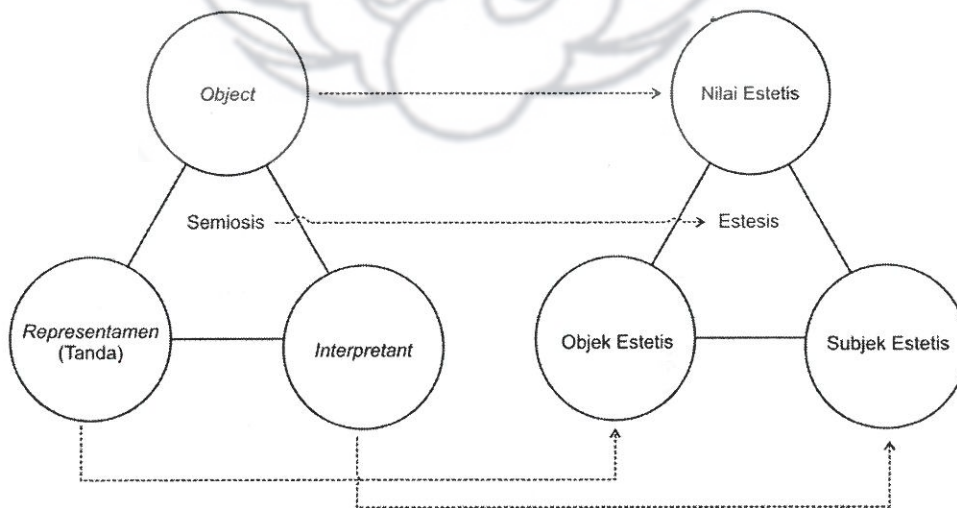 Object
Nilai Estetis
Semiosis
Estesis
Representamen
(Tanda)
Interpretant
Objek Estetis
Subjek Estetis